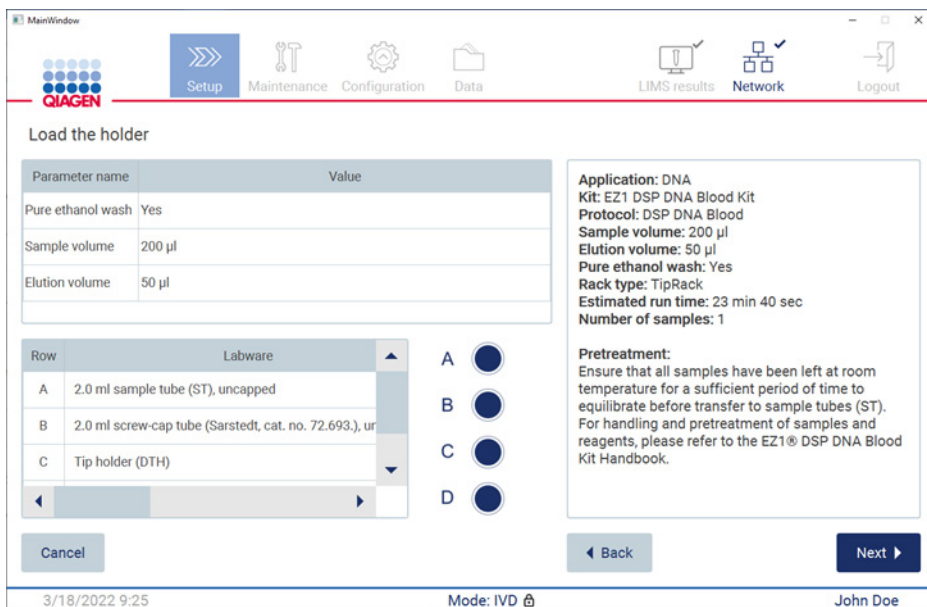 MainWindow
QIAGEN
Setup
Maintenance
Configuration
Data
LIMS results
Network
Logout
Load the holder
Parameter name Value
Pure ethanol wash Yes
Sample volume 200 µl
Elution volume 50 µl
Row Labware
A 2.0 ml sample tube (ST), uncapped
B 2.0 ml screw-cap tube (Sarstedt, cat. no. 72.693.), ur
C Tip holder (DTH)
A
B
C
D
Application: DNA
Kit: EZ1 DSP DNA Blood Kit
Protocol: DSP DNA Blood
Sample volume: 200 µl
Elution volume: 50 µl
Pure ethanol wash: Yes
Rack type: TipRack
Estimated run time: 23 min 40 sec
Number of samples: 1
Pretreatment:
Ensure that all samples have been left at room
temperature for a sufficient period of time to
equilibrate before transfer to sample tubes (ST).
For handling and pretreatment of samples and
reagents, please refer to the EZ1® DSP DNA Blood
Kit Handbook.
Cancel
Back
Next
3/18/2022 9:25
Mode: IVD
John Doe